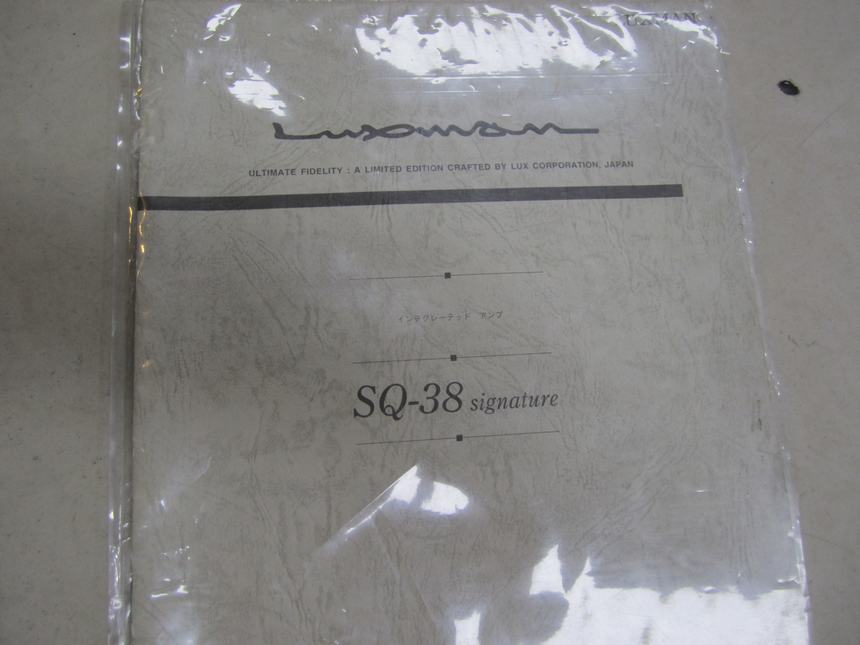 LUXMAN
Luxman
ULTIMATE FIDELITY : A LIMITED EDITION CRAFTED BY LUX CORPORATION, JAPAN
インテグレーテッド アンプ
SQ-38 signature